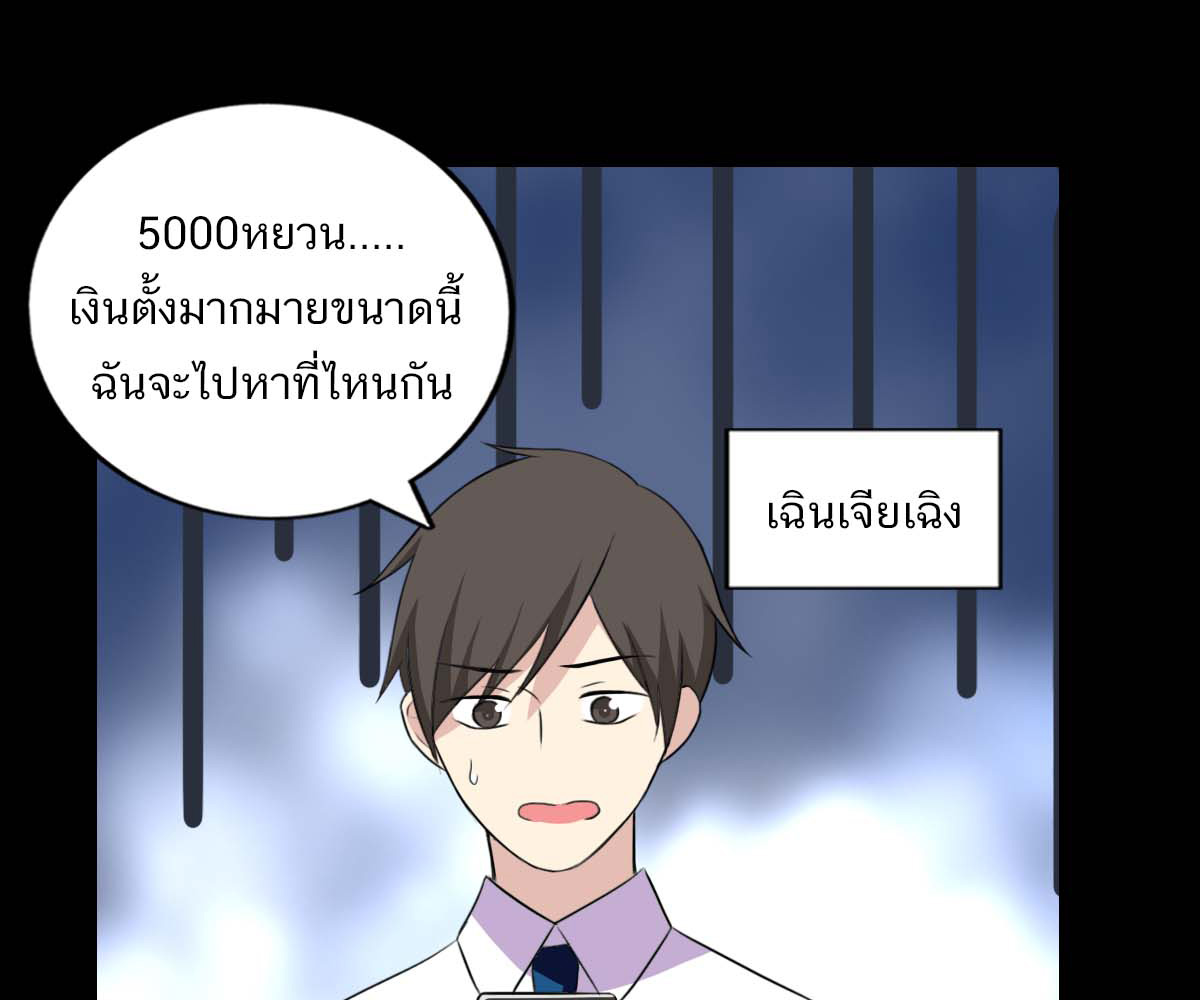 5000หยวน.....
เงินตั้งมากมายขนาดนี้
ฉันจะไปหาที่ไหนกัน
เฉินเจียเฉิง